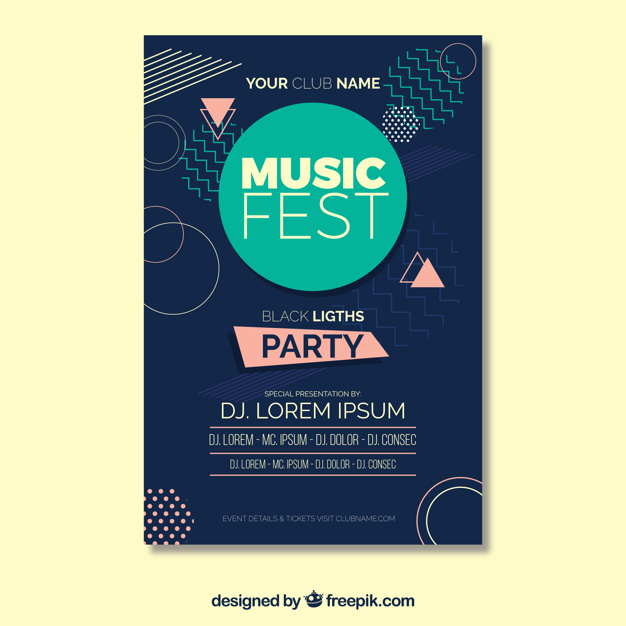 YOUR CLUB NAME
MUSIC
FEST
BLACK LIGTHS
PARTY
SPECIAL PRESENTATION BY:
DJ. LOREM IPSUM
DJ. LOREM - MC. IPSUM - DJ. DOLOR - DJ. CONSEC
DJ. LOREM - MC. IPSUM - DJ. DOLOR - DJ. CONSEC
EVENT DETAILS & TICKETS VISIT CLUBNAME.COM
designed by freepik.com